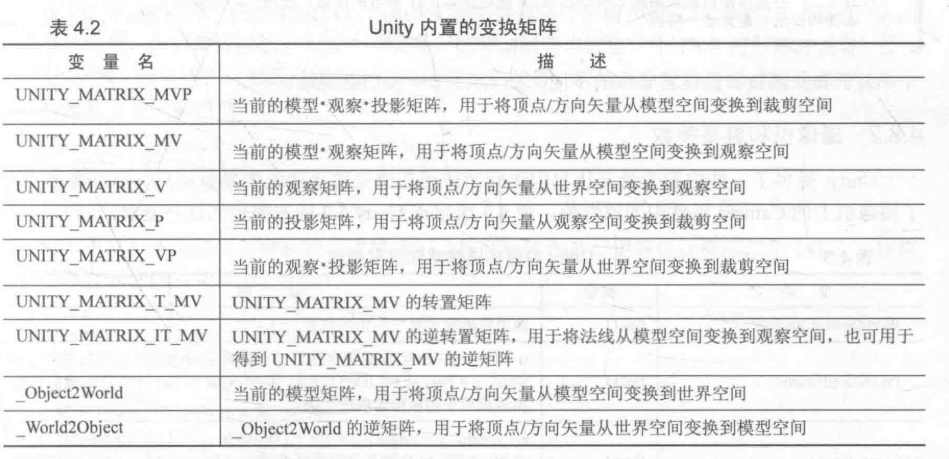 表 4.2 Unity 内置的变换矩阵
变 量 名 描 述
UNITY_MATRIX_MVP 当前的模型·观察·投影矩阵，用于将顶点/方向矢量从模型空间变换到裁剪空间
UNITY_MATRIX_MV 当前的模型·观察矩阵，用于将顶点/方向矢量从模型空间变换到观察空间
UNITY_MATRIX_V 当前的观察矩阵，用于将顶点/方向矢量从世界空间变换到观察空间
UNITY_MATRIX_P 当前的投影矩阵，用于将顶点/方向矢量从观察空间变换到裁剪空间
UNITY_MATRIX_VP 当前的观察·投影矩阵，用于将顶点/方向矢量从世界空间变换到裁剪空间
UNITY_MATRIX_T_MV UNITY_MATRIX_MV 的转置矩阵
UNITY_MATRIX_IT_MV UNITY_MATRIX_MV 的逆转置矩阵，用于将法线从模型空间变换到观察空间，也可用于
得到 UNITY_MATRIX_MV 的逆矩阵
_Object2World 当前的模型矩阵，用于将顶点/方向矢量从模型空间变换到世界空间
_World2Object _Object2World 的逆矩阵，用于将顶点/方向矢量从世界空间变换到模型空间